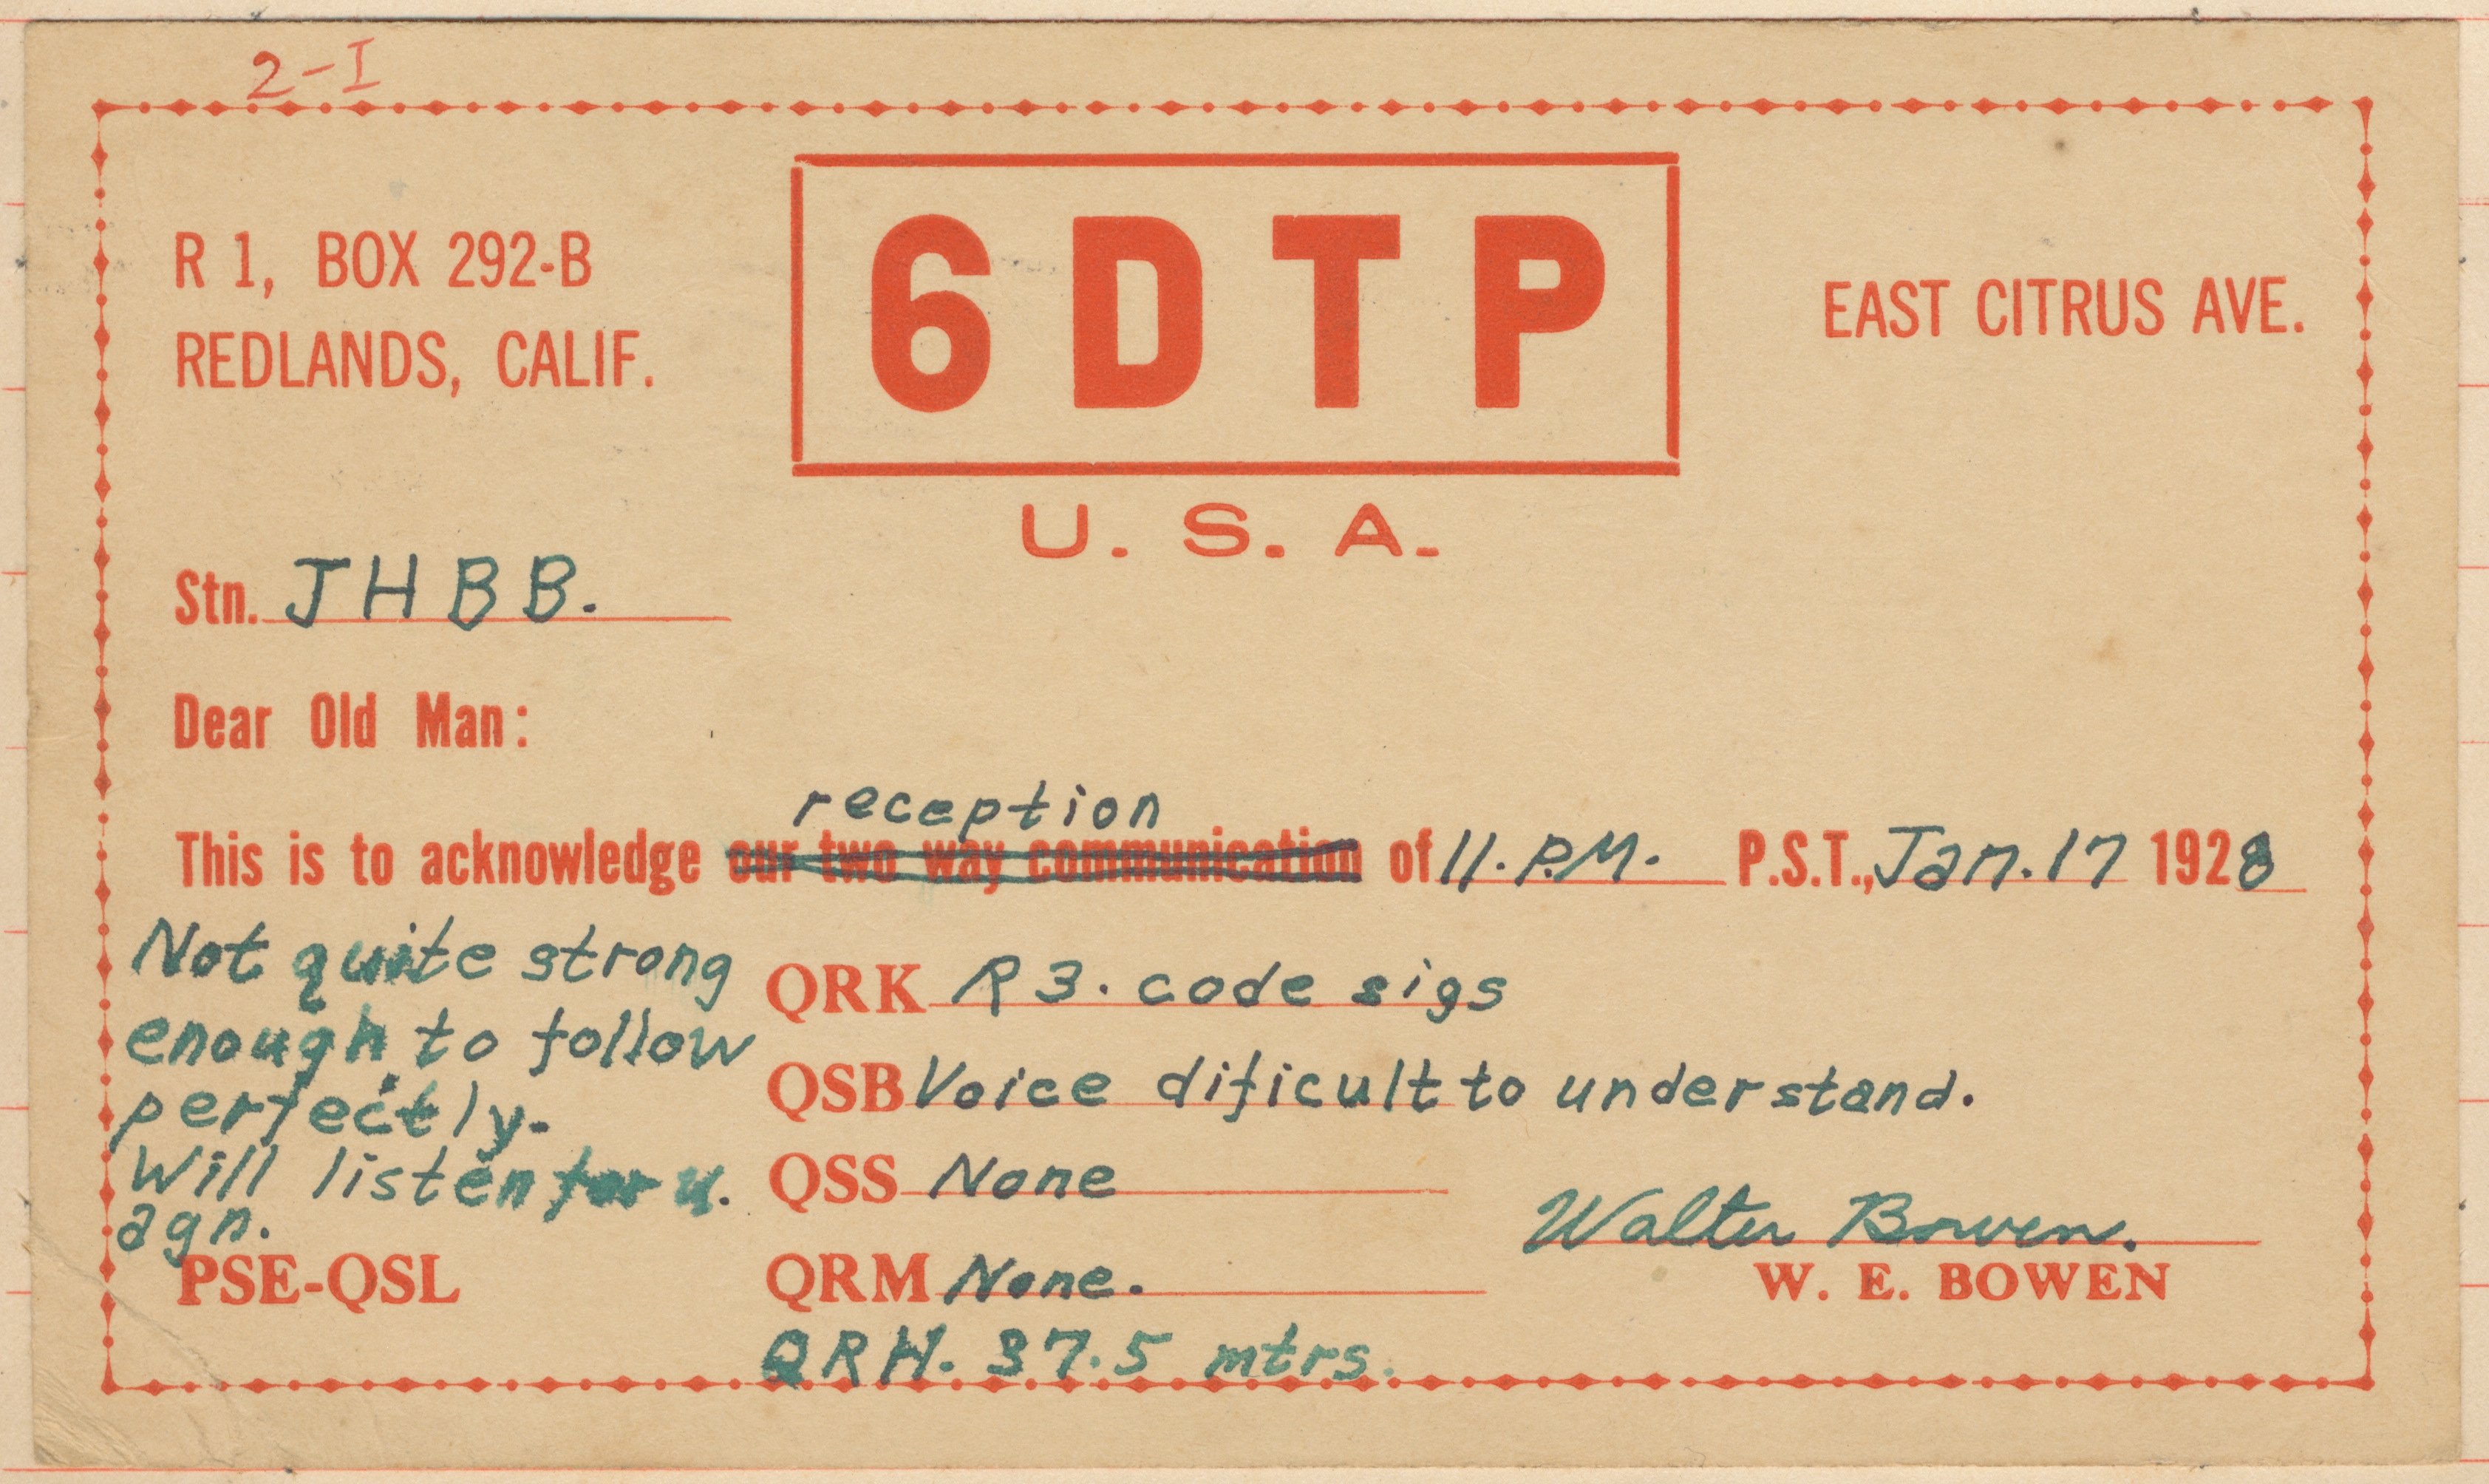 2-I
R 1, BOX 292-B
REDLANDS, CALIF.
6DTP
U. S. A.
EAST CITRUS AVE.
Stn. JHBB.
Dear Old Man:
reception
This is to acknowledge our two way communication of 11. P.M. P.S.T., Jan. 17 1928
Not quite strong
enough to follow
perfectly.
Will listen for u.
agn.
PSE-QSL
QRK R3. code sigs
QSB Voice dificult to understand.
QSS None
QRM None.
QRH. 37.5 mtrs.
Walter Bowen.
W. E. BOWEN